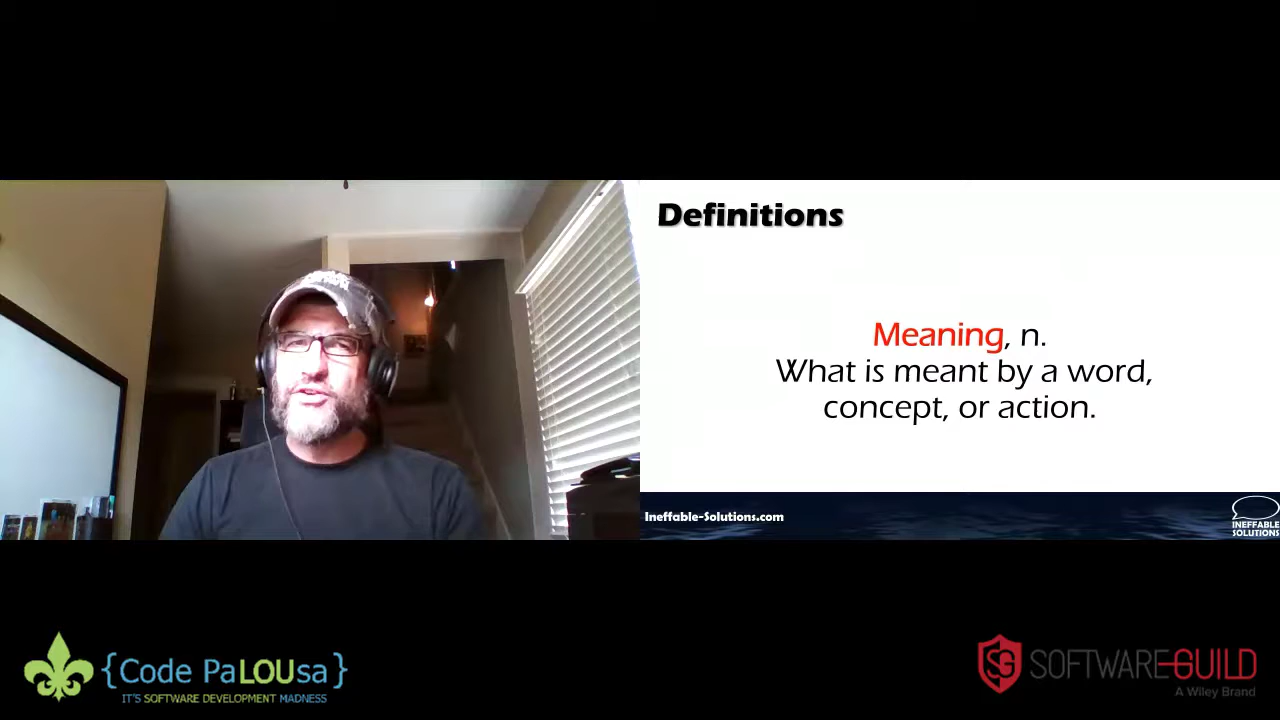 Definitions
Meaning, n.
What is meant by a word,
concept, or action.
Ineffable-Solutions.com
INEFFABLE
SOLUTIONS
{Code PaLOUsa}
IT'S SOFTWARE DEVELOPMENT MADNESS
SG SOFTWARE GUILD
A Wiley Brand